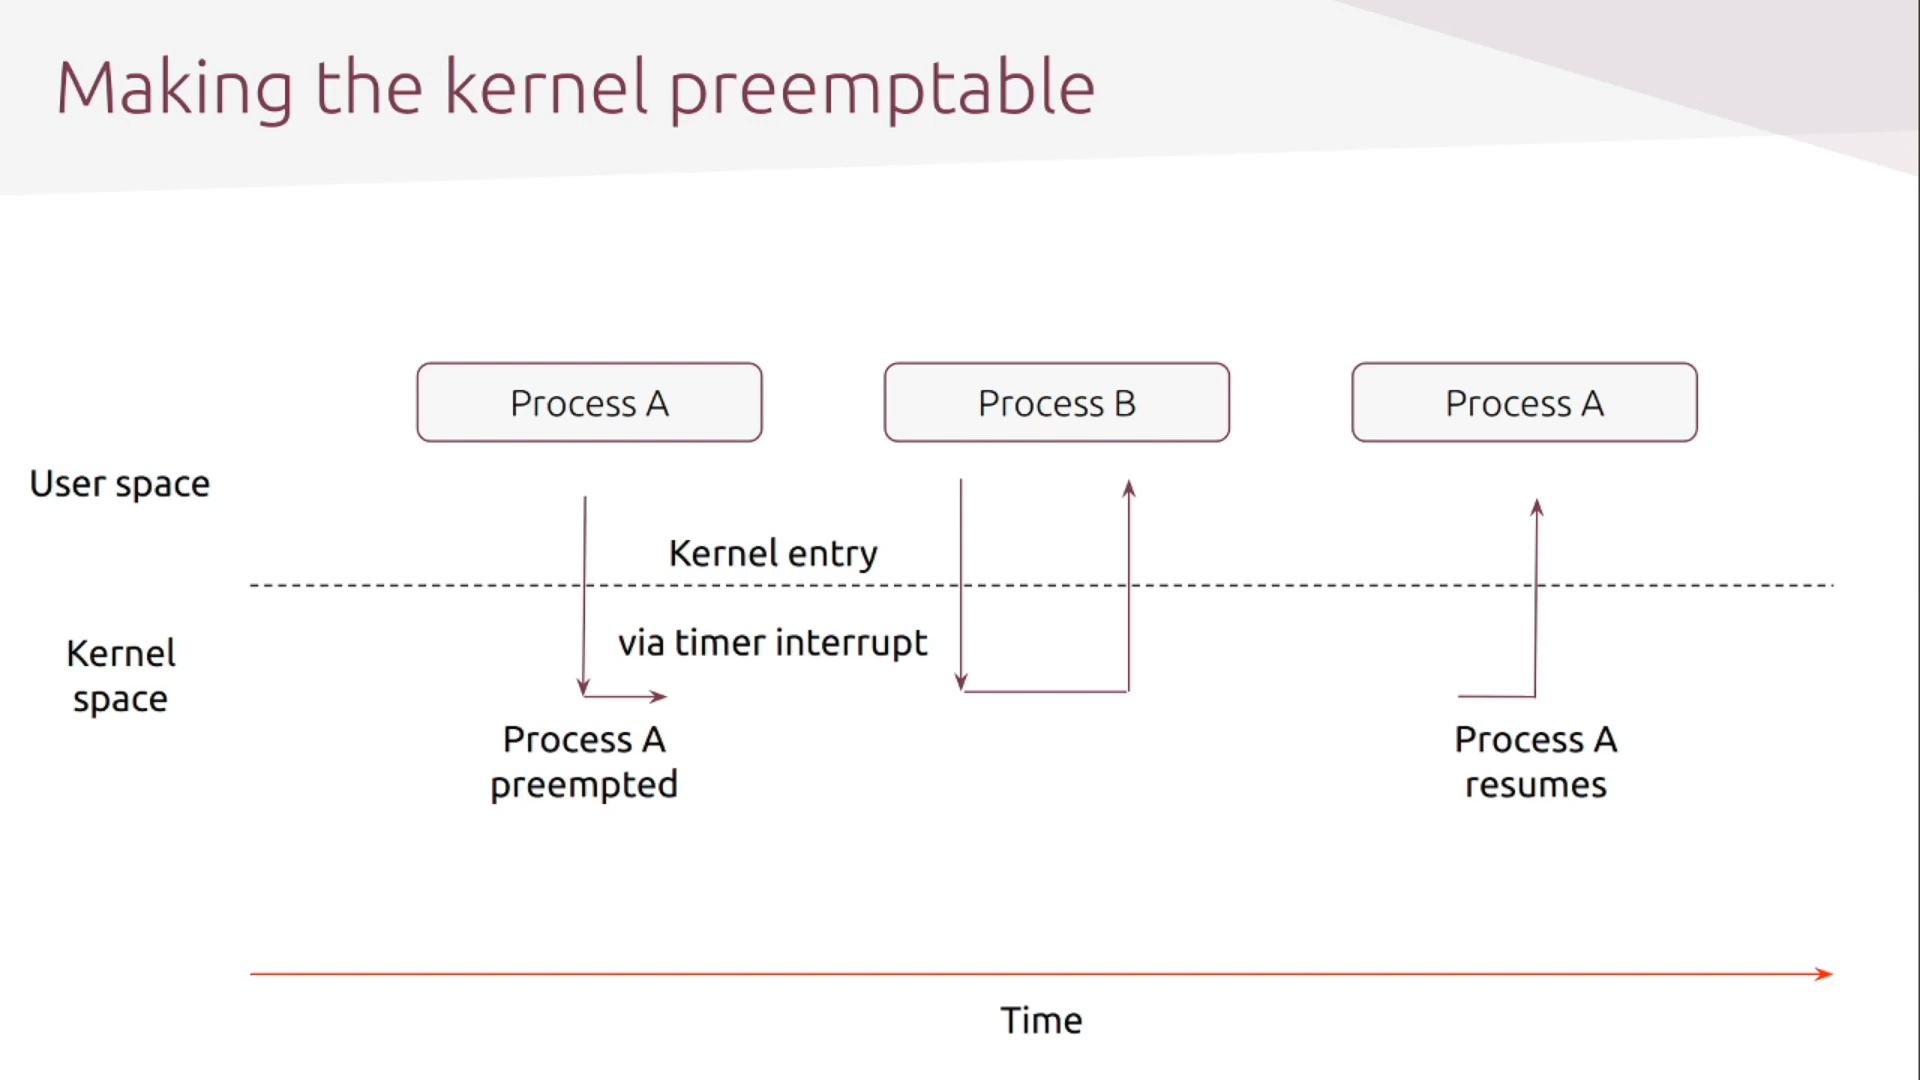 Making the kernel preemptable
Process A
Process B
Process A
User space
Kernel entry
Kernel
space
via timer interrupt
Process A
preempted
Process A
resumes
Time